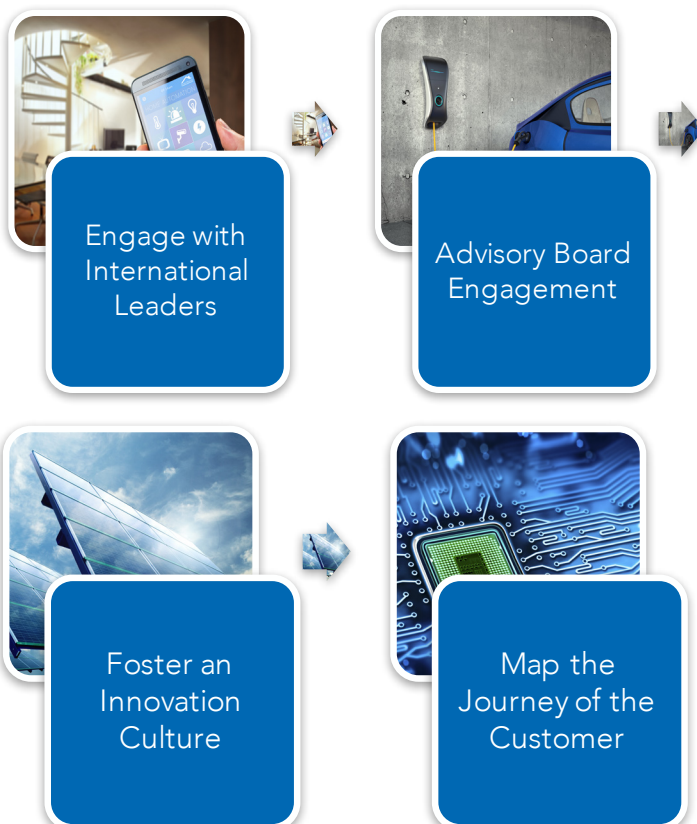 Engage with
International
Leaders
Advisory Board
Engagement
Foster an
Innovation
Culture
Map the
Journey of the
Customer